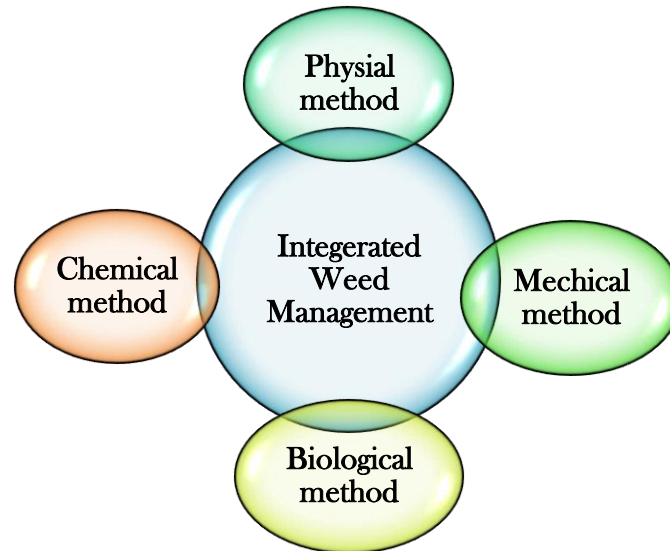 Physial
method
Integerated
Weed
Management
Chemical
method
Mechical
method
Biological
method